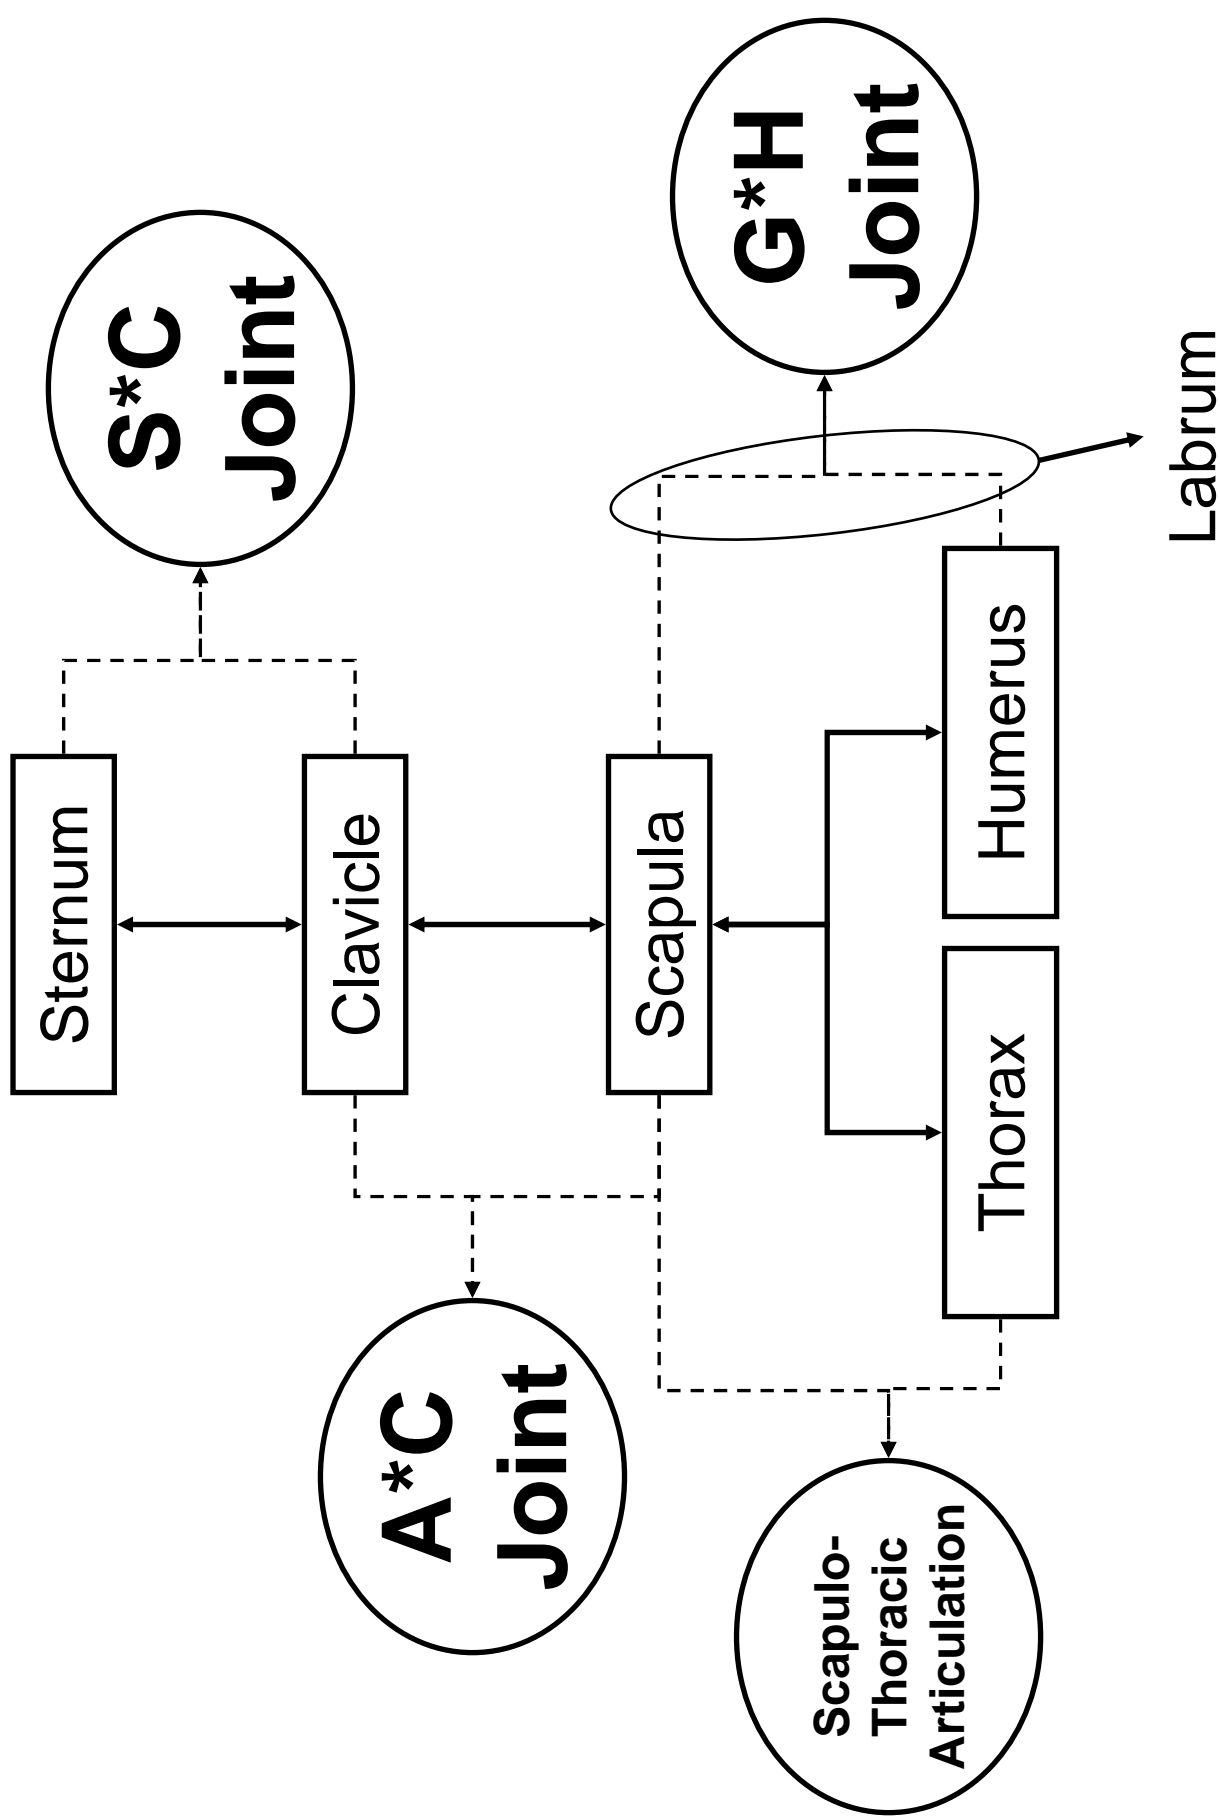 Sternum
S*C
Joint
Clavicle
A*C
Joint
Scapula
G*H
Joint
Thorax
Humerus
Scapulo-
Thoracic
Articulation
Labrum